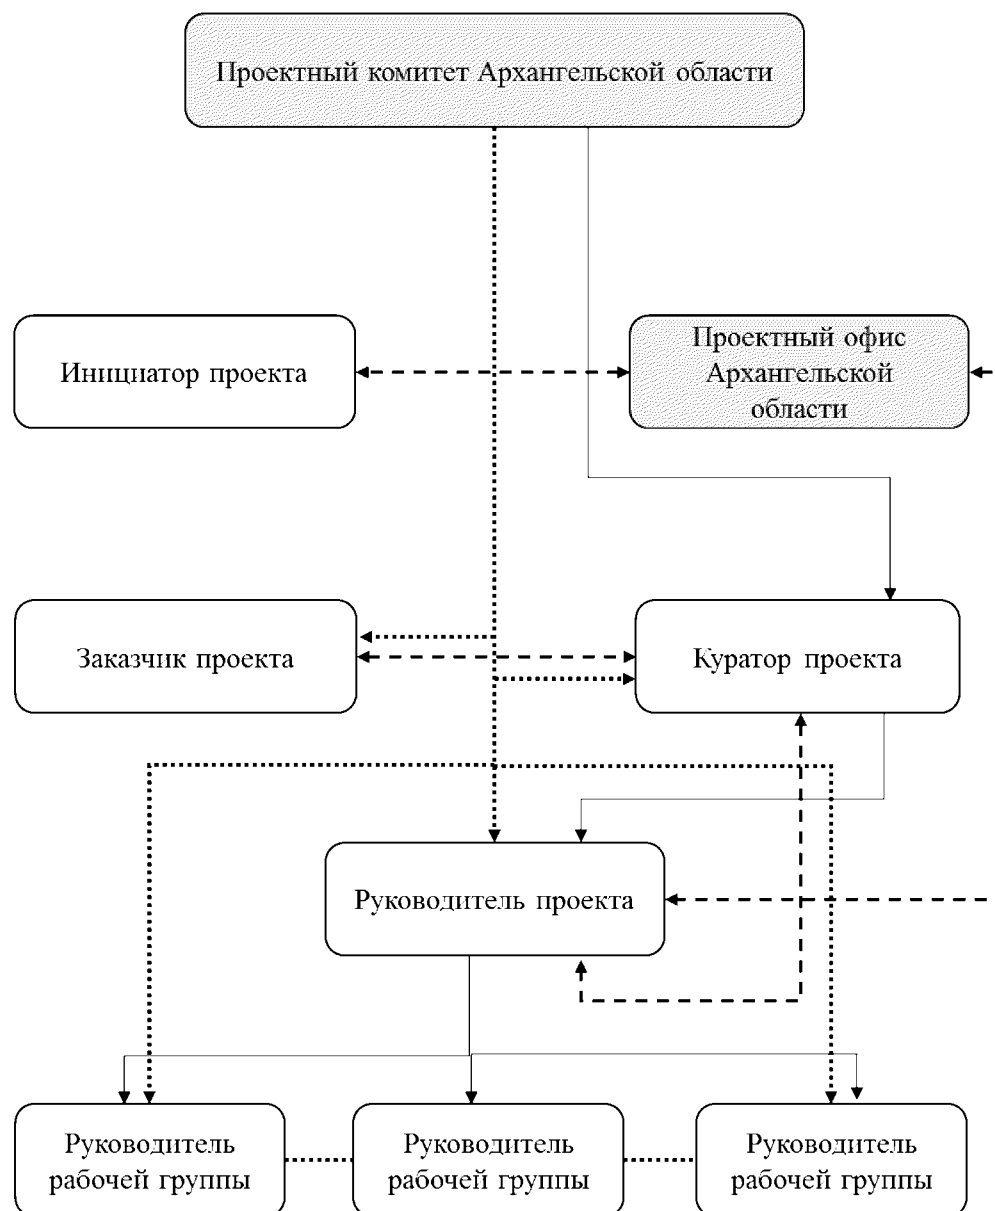 Проектный комитет Архангельской области
Инициатор проекта
Проектный офис
Архангельской
области
Заказчик проекта
Куратор проекта
Руководитель проекта
Руководитель
рабочей группы
Руководитель
рабочей группы
Руководитель
рабочей группы